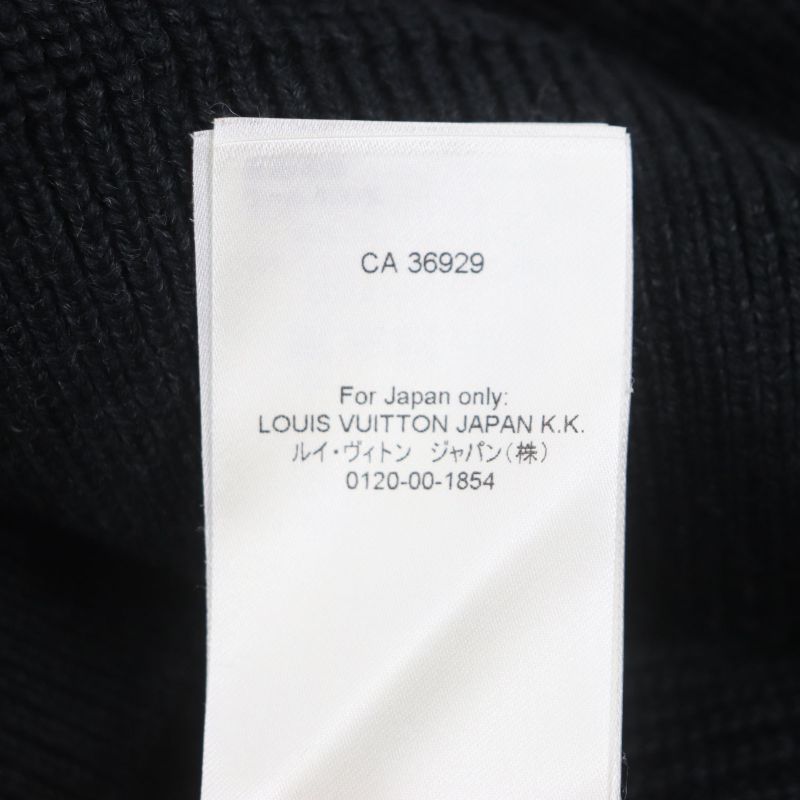 CA 36929
For Japan only:
LOUIS VUITTON JAPAN K.K.
ルイ・ヴィトン ジャパン(株)
0120-00-1854